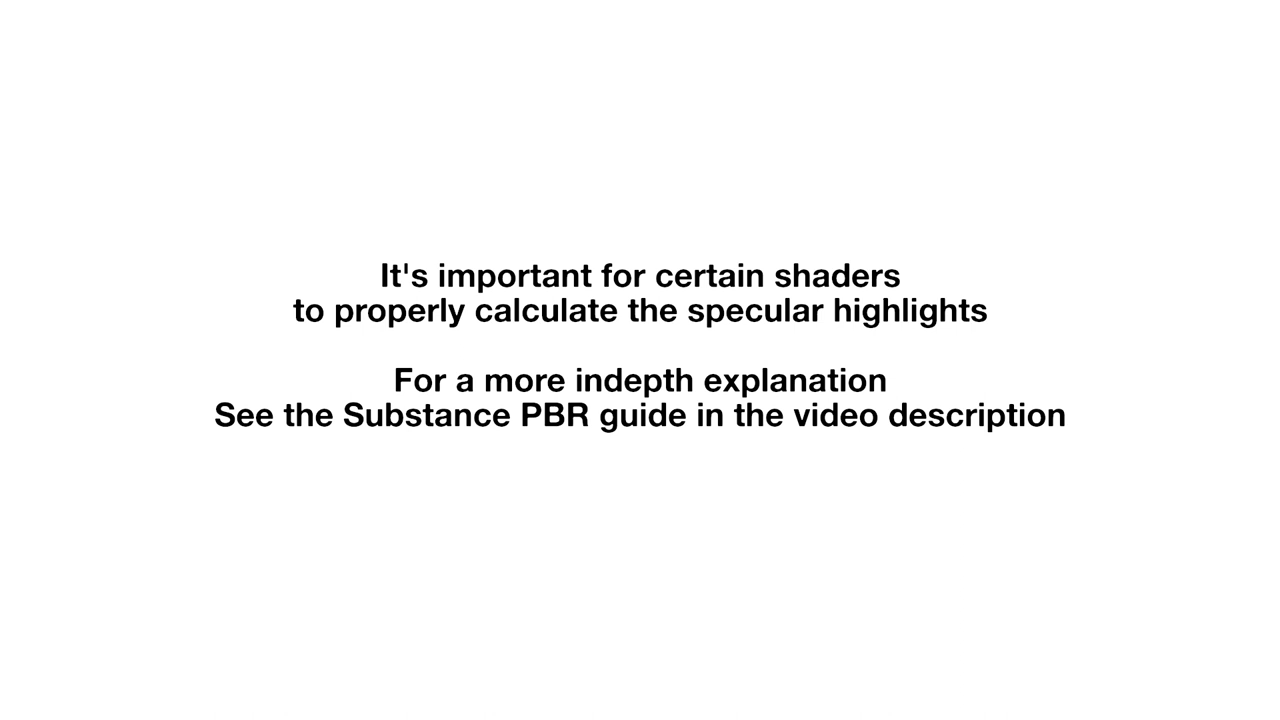 It's important for certain shaders
to properly calculate the specular highlights
For a more indepth explanation
See the Substance PBR guide in the video description